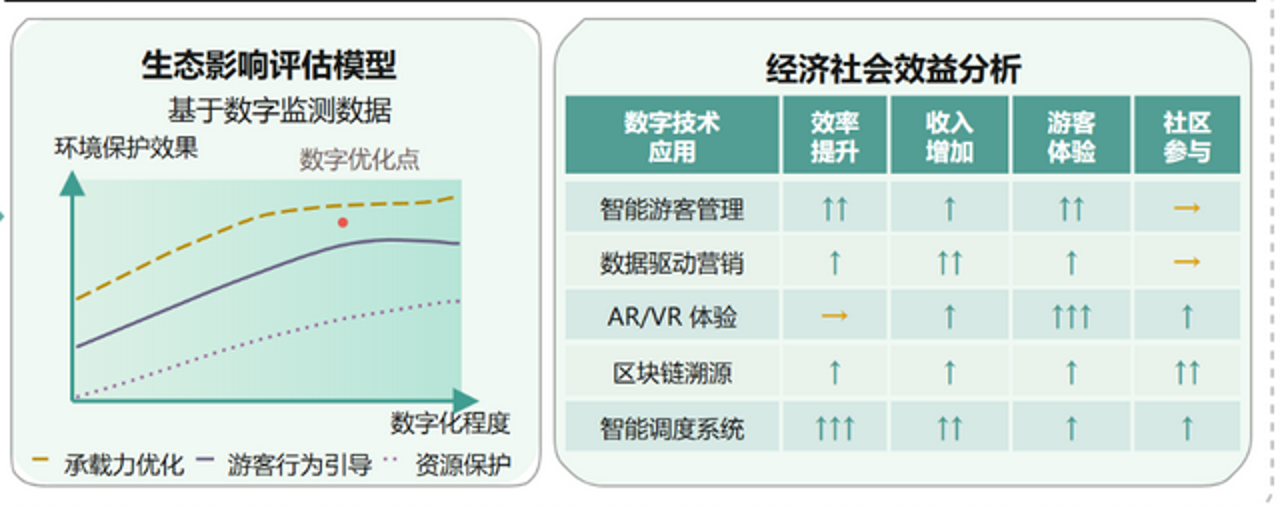 生态影响评估模型
基于数字监测数据
环境保护效果
数字优化点
数字化程度
承载力优化 游客行为引导 资源保护
经济社会效益分析
数字技术应用 效率提升 收入增加 游客体验 社区参与
智能游客管理 ↑↑ ↑ ↑↑ →
数据驱动营销 ↑ ↑↑ ↑ →
AR/VR 体验 → ↑ ↑↑↑ ↑
区块链溯源 ↑ ↑ ↑ ↑↑
智能调度系统 ↑↑↑ ↑↑ ↑ ↑